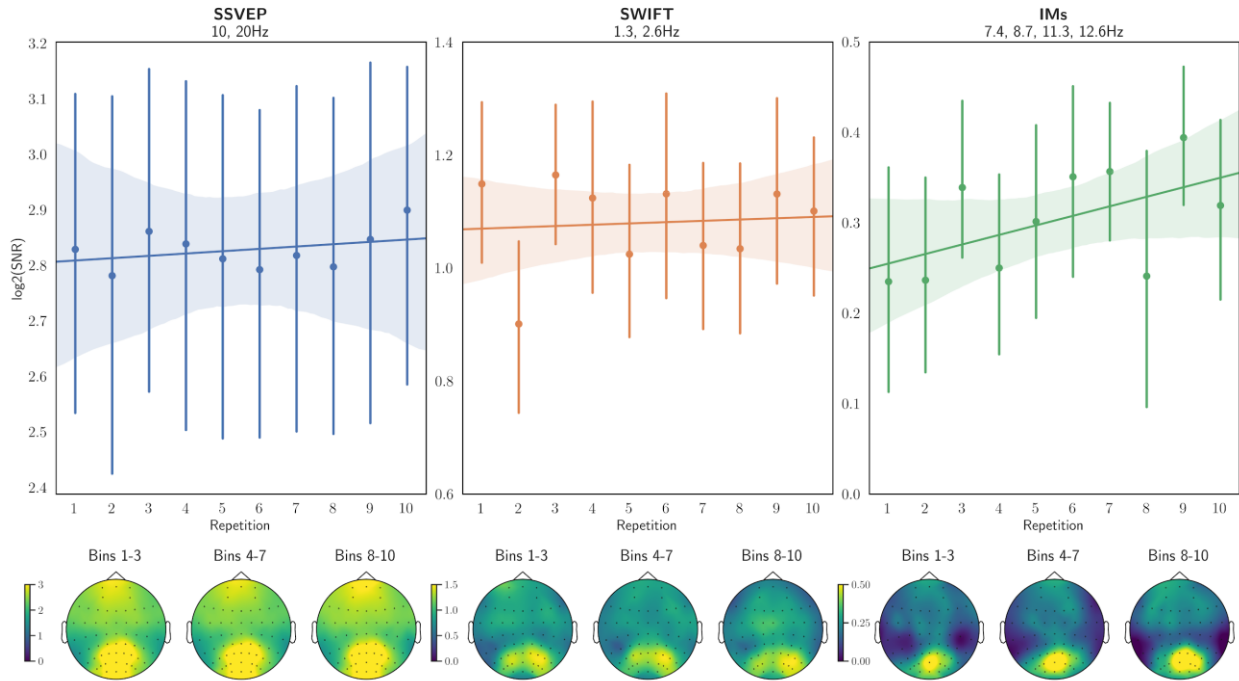 SSVEP
10, 20Hz
SWIFT
1.3, 2.6Hz
IMs
7.4, 8.7, 11.3, 12.6Hz
log2(SNR)
3.2
3.1
3.0
2.9
2.8
2.7
2.6
2.5
2.4
1 2 3 4 5 6 7 8 9 10
Repetition
1.4
1.2
1.0
0.8
0.6
1 2 3 4 5 6 7 8 9 10
Repetition
0.5
0.4
0.3
0.2
0.1
0.0
1 2 3 4 5 6 7 8 9 10
Repetition
Bins 1-3 Bins 4-7 Bins 8-10
3
2
1
0
Bins 1-3 Bins 4-7 Bins 8-10
1.5
1.0
0.5
0.0
Bins 1-3 Bins 4-7 Bins 8-10
0.50
0.25
0.00